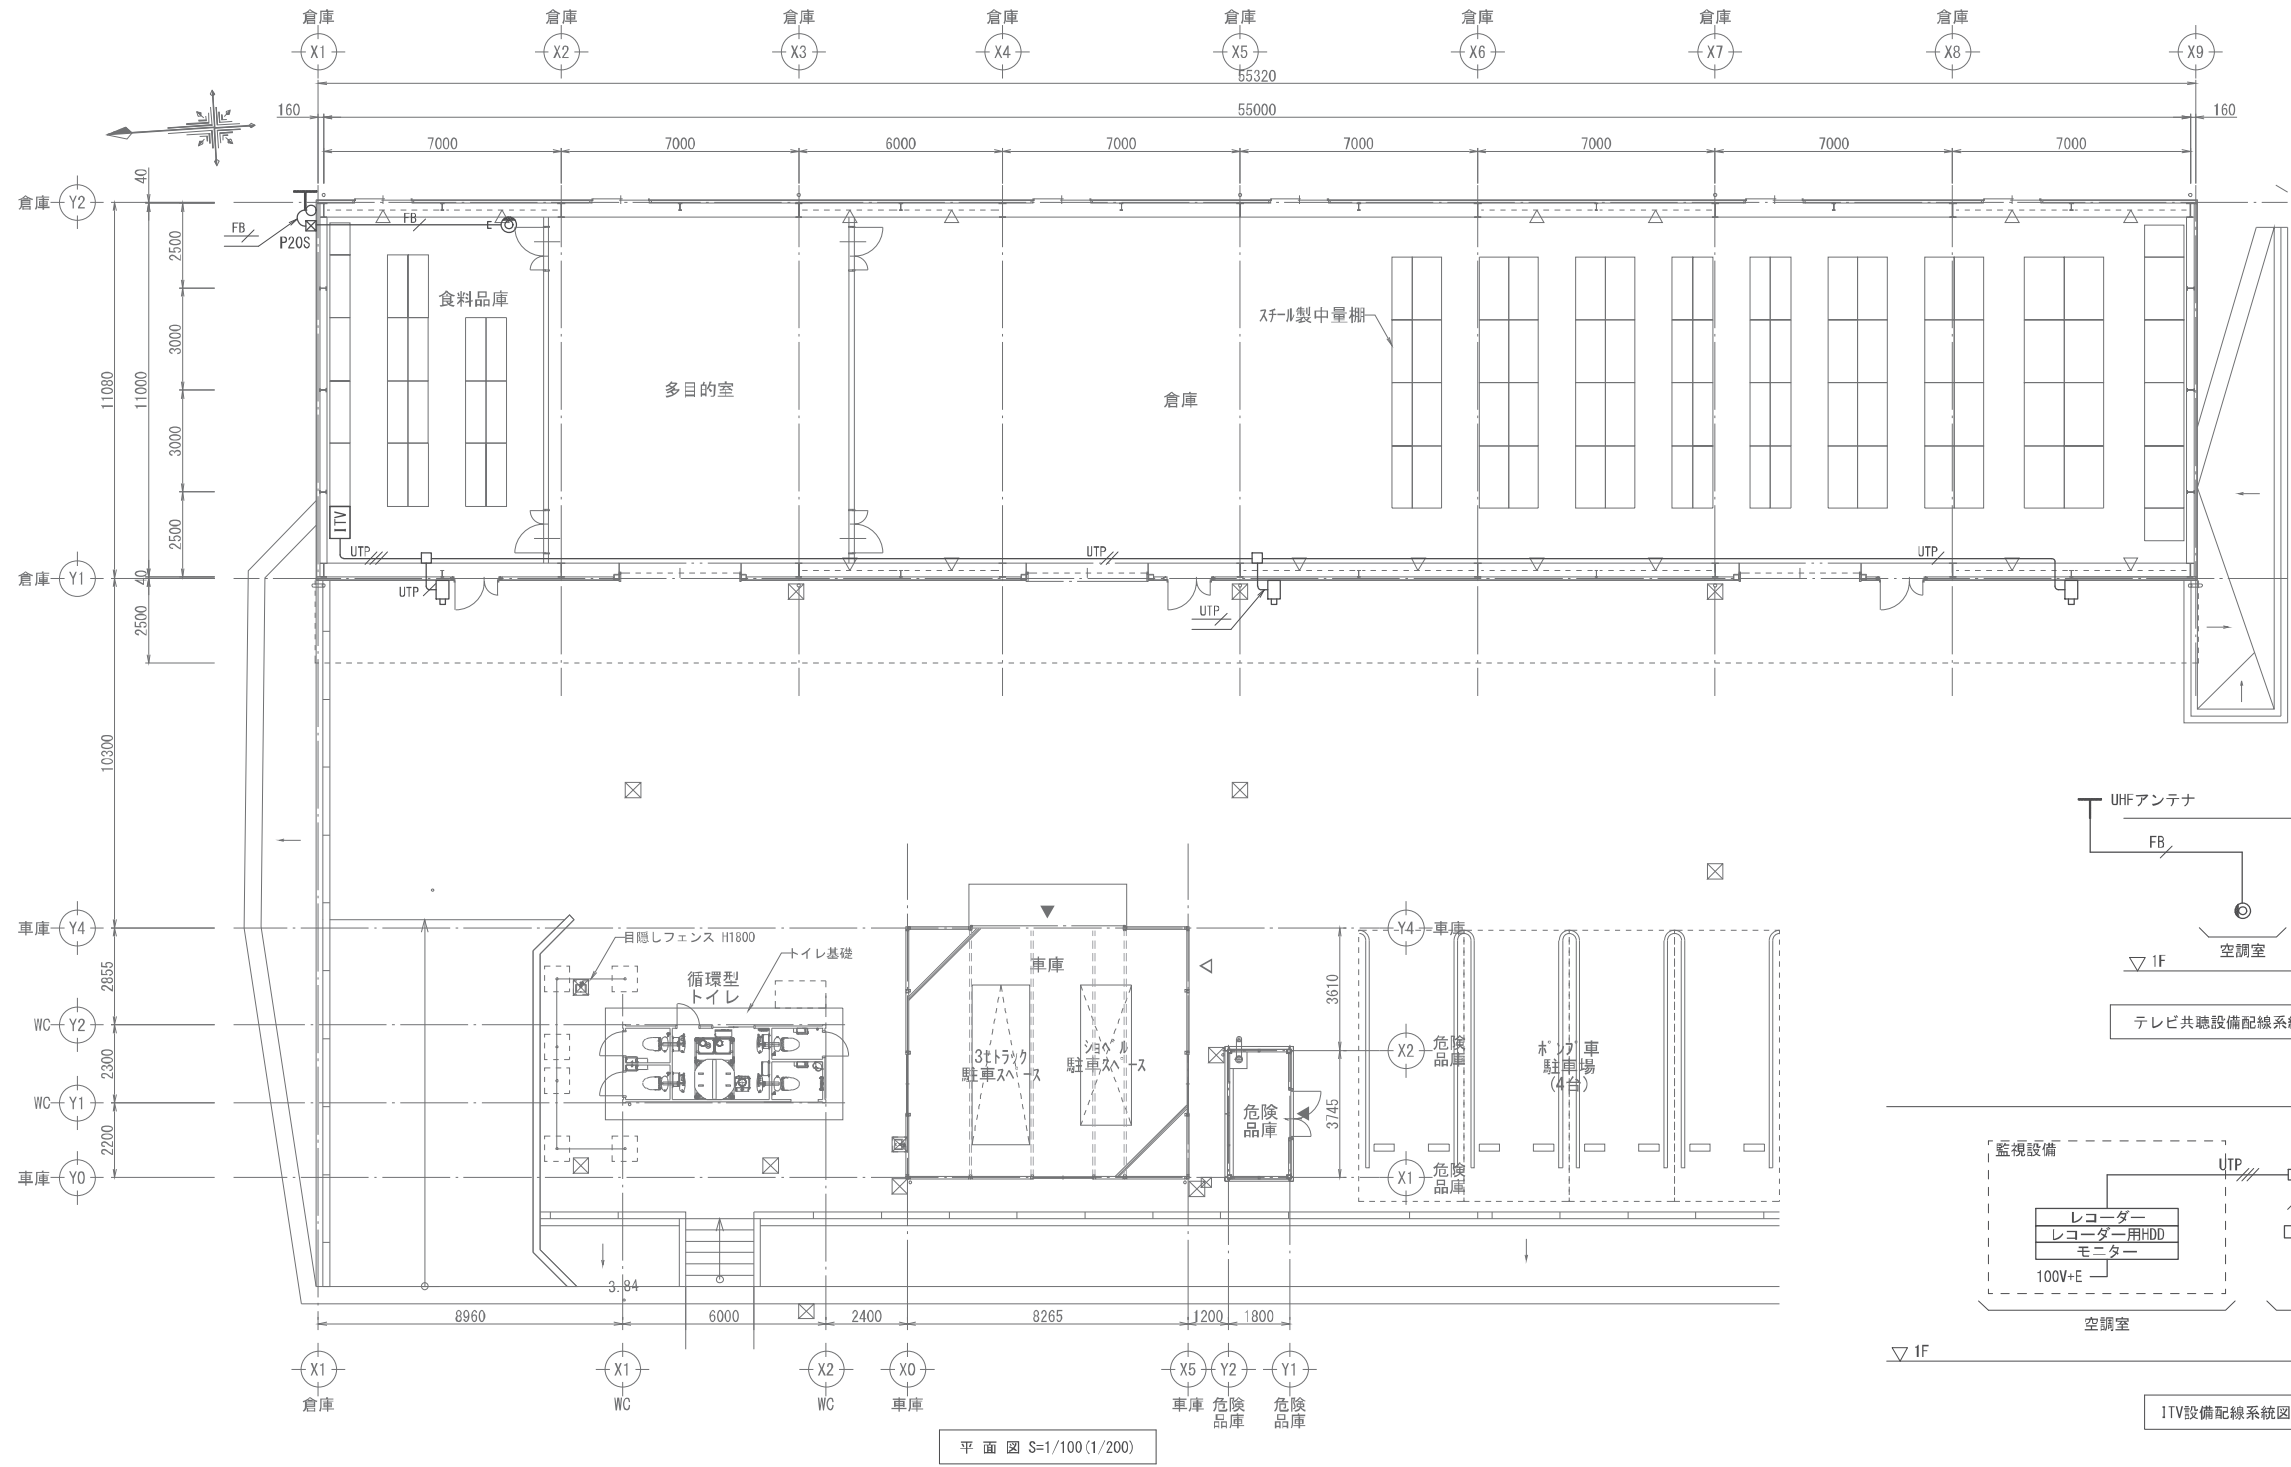 倉庫 倉庫 倉庫 倉庫 倉庫 倉庫 倉庫 倉庫
X1 X2 X3 X4 X5 X6 X7 X8 X9
55320
160 55000 160
7000 7000 6000 7000 7000 7000 7000 7000
40
倉庫 Y2
FB
P20S
FB
E
2500
3000
3000
2500
11080
11000
食料品庫
多目的室
倉庫
スチール製中量棚
ITV
UTP
UTP
UTP
倉庫 Y1
40
UTP
UTP
2500
10300
UHFアンテナ
FB
空調室
1F
テレビ共聴設備配線系
車庫 Y4
2855
WC Y2
2300
WC Y1
2200
車庫 Y0
目隠しフェンス H1800
トイレ基礎
循環型
トイレ
車庫
3tトラック
駐車スペース
ショベル
駐車スペース
危険
品庫
3610
3745
Y4 車庫
X2 危険
品庫
X1 危険
品庫
ポンプ車
駐車場
(4台)
監視設備
UTP
レコーダー
レコーダー用HDD
モニター
100V+E
空調室
1F
ITV設備配線系統図
3.84
8960 6000 2400 8265 1200 1800
X1 X1 X2 X0 X5 Y2 Y1
倉庫 WC WC 車庫 車庫 危険 危険
品庫 品庫
平 面 図 S=1/100(1/200)